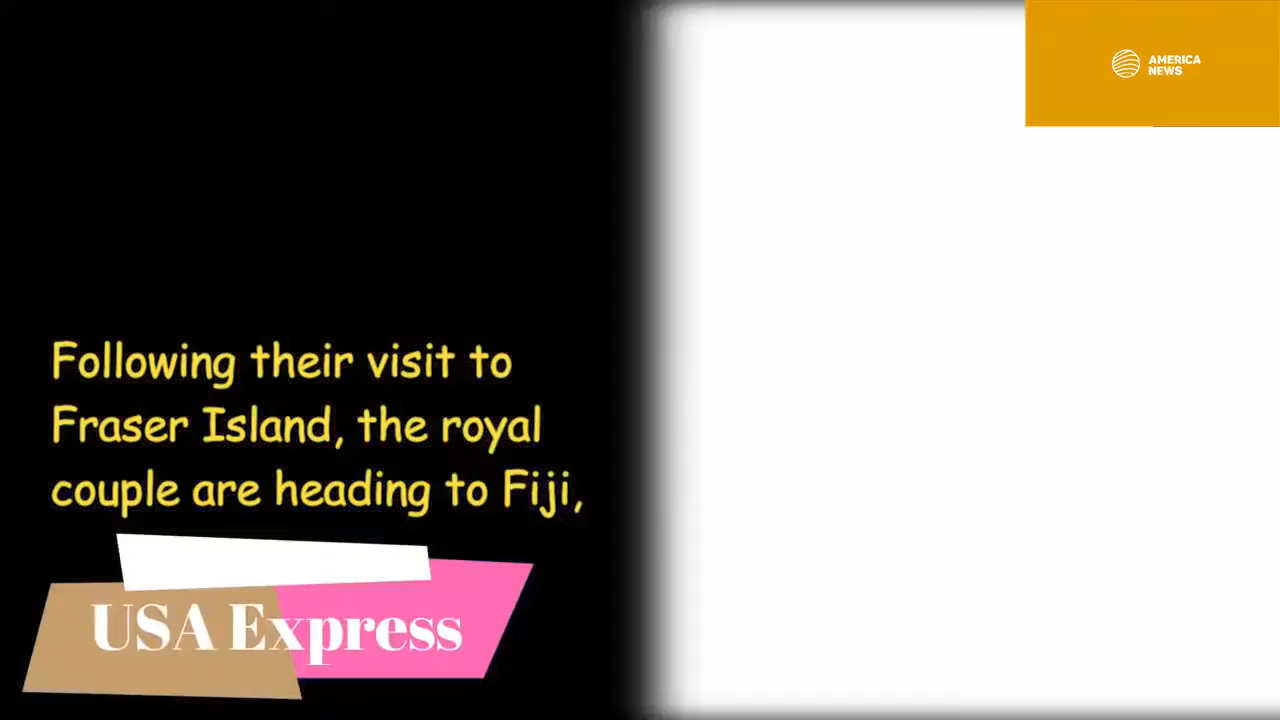 AMERICA
NEWS
Following their visit to
Fraser Island, the royal
couple are heading to Fiji,
USA Express